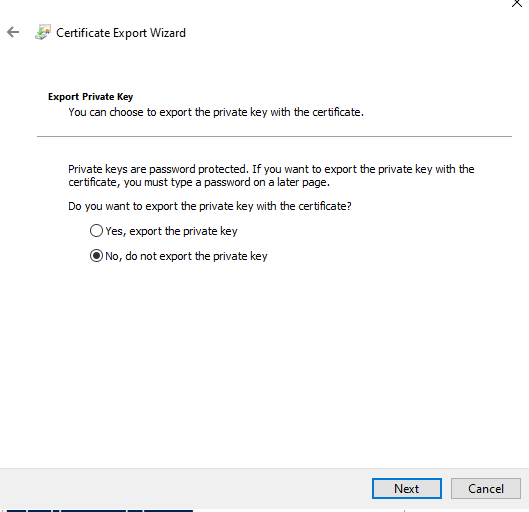 Certificate Export Wizard
Export Private Key
You can choose to export the private key with the certificate.
Private keys are password protected. If you want to export the private key with the
certificate, you must type a password on a later page.
Do you want to export the private key with the certificate?
Yes, export the private key
No, do not export the private key
Next
Cancel